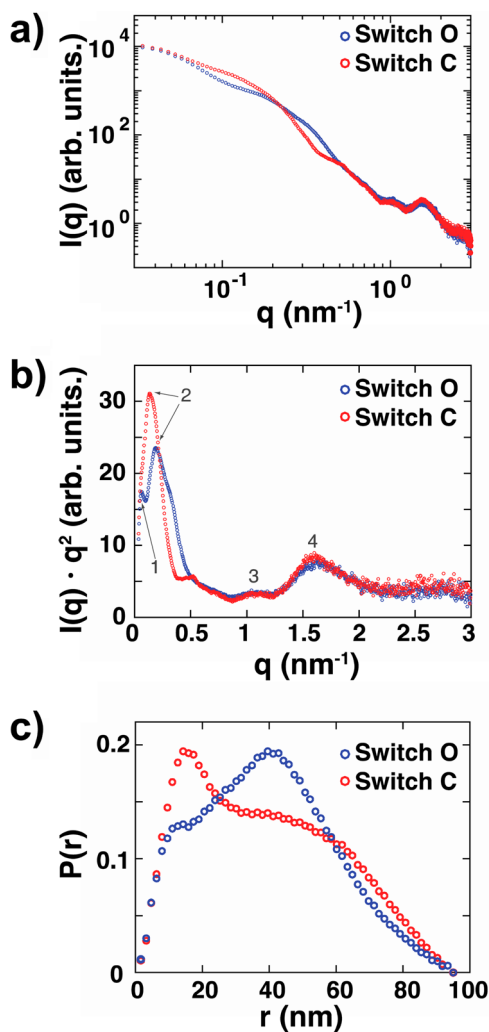 a)
Switch O
Switch C
10⁴
10²
10⁰
I(q) (arb. units.)
10⁻¹
10⁰
q (nm⁻¹)
b)
Switch O
Switch C
30
20
10
0
I(q) · q² (arb. units.)
1
2
3
4
0
0.5
1
1.5
2
2.5
3
q (nm⁻¹)
c)
Switch O
Switch C
0.2
0.1
0
P(r)
0
20
40
60
80
100
r (nm)